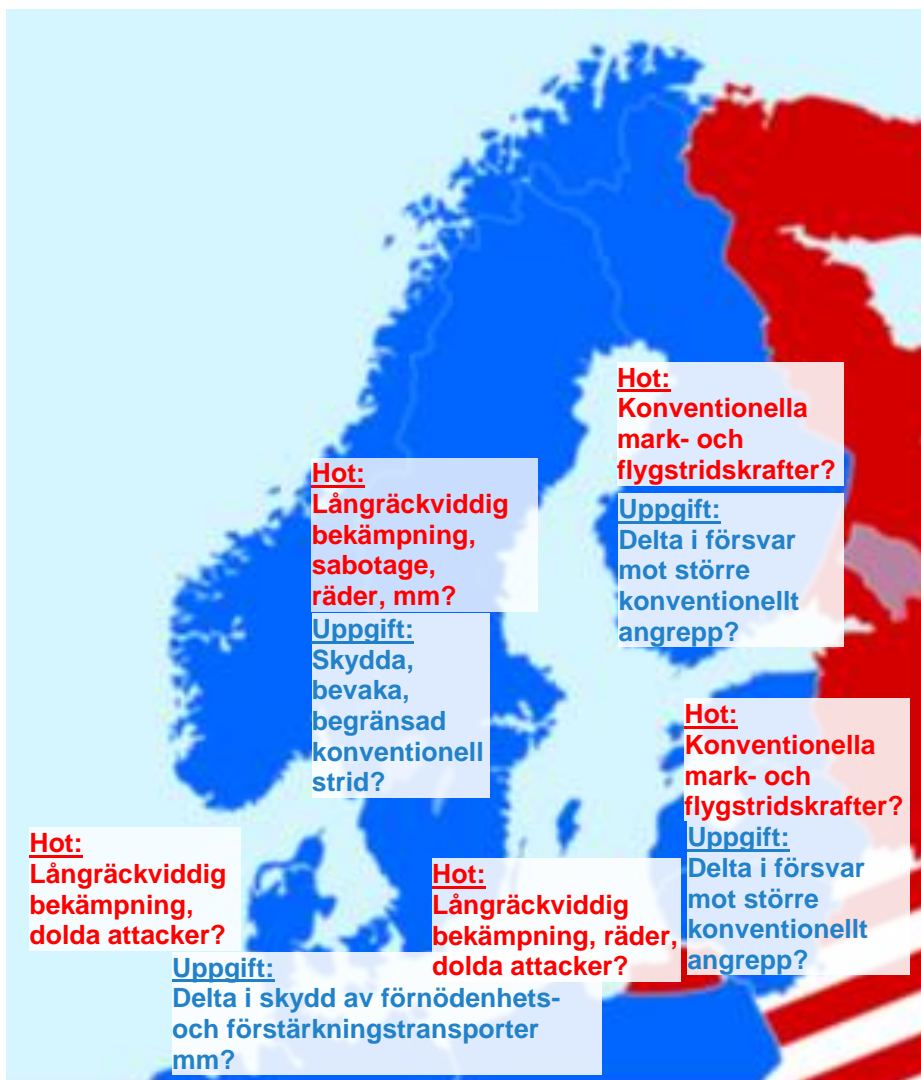 Hot:
Konventionella
mark- och
flygstridskrafter?
Uppgift:
Delta i försvar
mot större
konventionellt
angrepp?
Hot:
Långräckviddig
bekämpning,
sabotage,
räder, mm?
Uppgift:
Skydda,
bevaka,
begränsad
konventionell
strid?
Hot:
Konventionella
mark- och
flygstridskrafter?
Uppgift:
Delta i försvar
mot större
konventionellt
angrepp?
Hot:
Långräckviddig
bekämpning,
dolda attacker?
Hot:
Långräckviddig
bekämpning, räder,
dolda attacker?
Uppgift:
Delta i skydd av förnödenhets-
och förstärkningstransporter
mm?